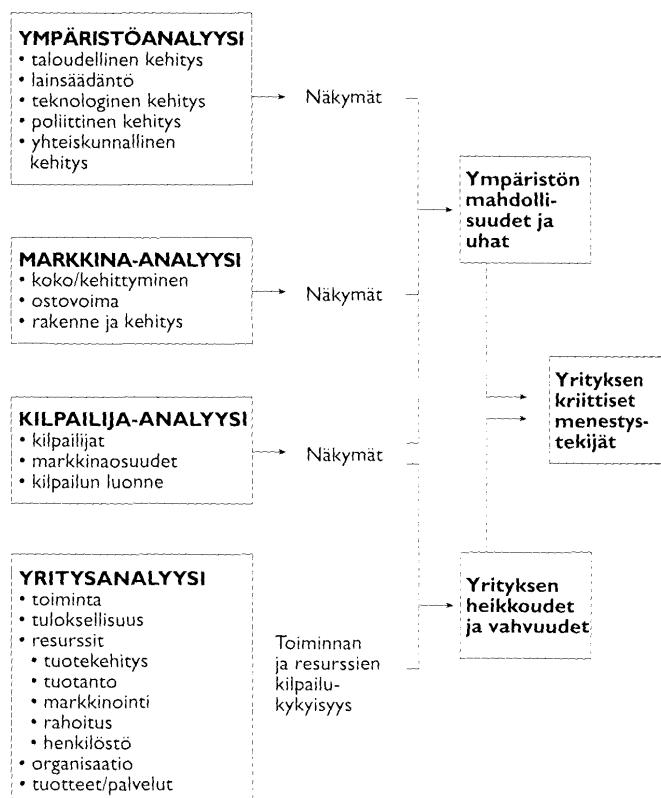 YMPÄRISTÖANALYYSI
• taloudellinen kehitys
• lainsäädäntö
• teknologinen kehitys
• poliittinen kehitys
• yhteiskunnallinen
kehitys
Näkymät
Ympäristön
mahdolli-
suudet ja
uhat
MARKKINA-ANALYYSI
• koko/kehittyminen
• ostovoima
• rakenne ja kehitys
Näkymät
Yrityksen
kriittiset
menestys-
tekijät
KILPAILIJA-ANALYYSI
• kilpailijat
• markkinaosuudet
• kilpailun luonne
Näkymät
YRITYSANALYYSI
• toiminta
• tuloksellisuus
• resurssit
• tuotekehitys
• tuotanto
• markkinointi
• rahoitus
• henkilöstö
• organisaatio
• tuotteet/palvelut
Toiminnan
ja resurssien
kilpailu-
kykyisyys
Yrityksen
heikkoudet
ja vahvuudet